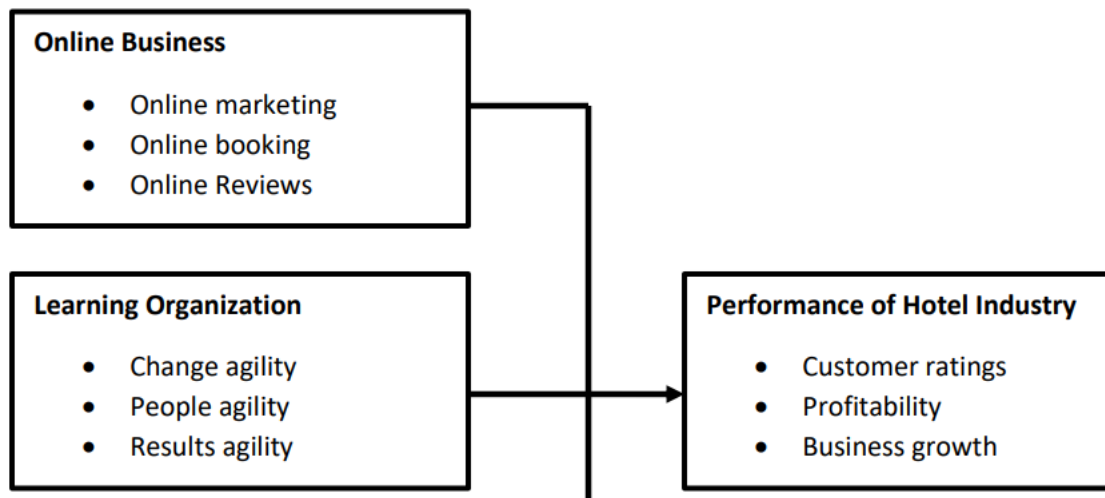 Online Business
• Online marketing
• Online booking
• Online Reviews
Learning Organization
• Change agility
• People agility
• Results agility
Performance of Hotel Industry
• Customer ratings
• Profitability
• Business growth